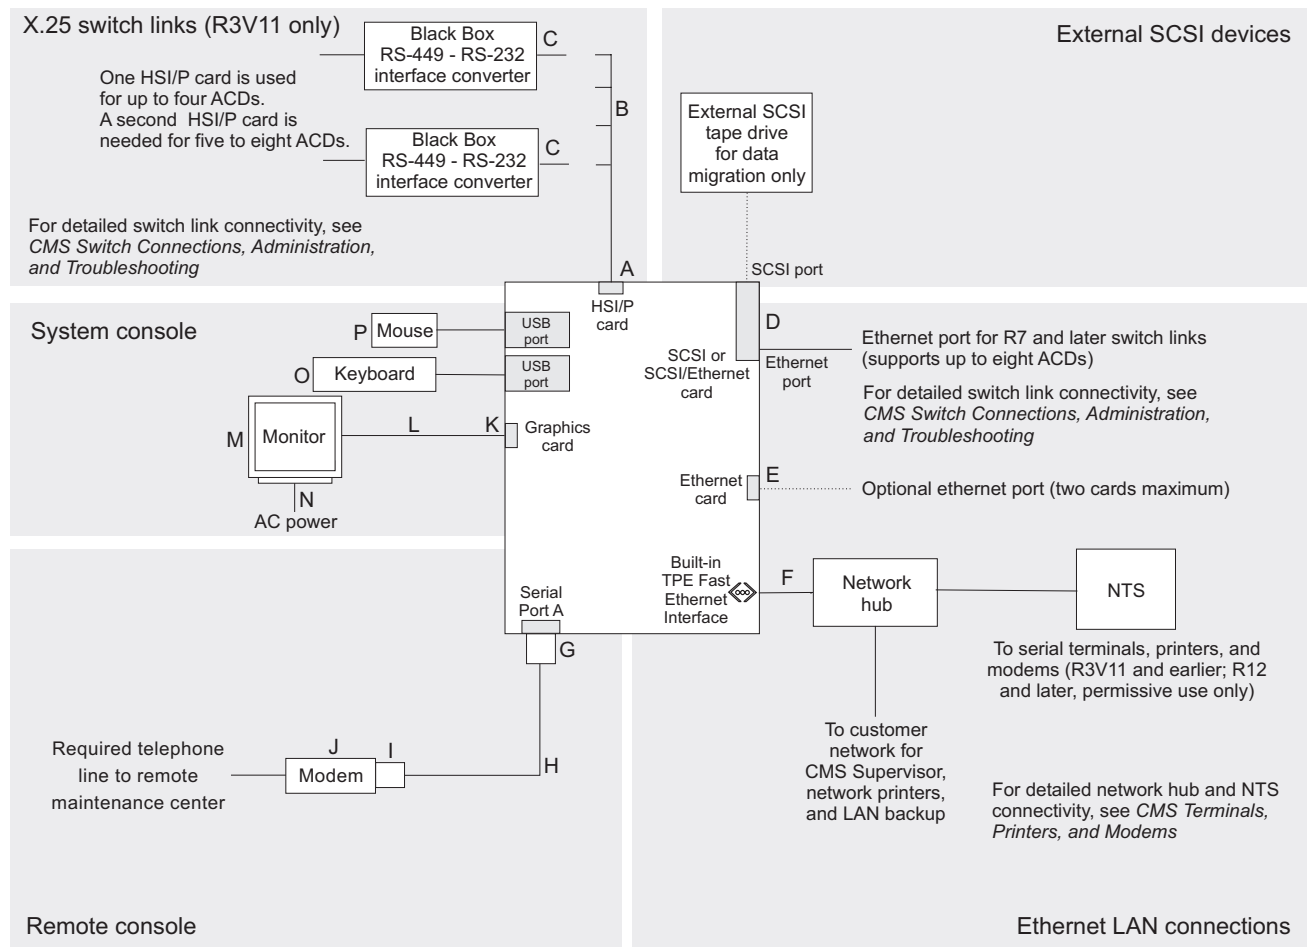 X.25 switch links (R3V11 only)
Black Box
RS-449 - RS-232
interface converter
C
One HSI/P card is used
for up to four ACDs.
A second HSI/P card is
needed for five to eight ACDs.
B
Black Box
RS-449 - RS-232
interface converter
C
For detailed switch link connectivity, see
CMS Switch Connections, Administration,
and Troubleshooting
A
External SCSI devices
External SCSI
tape drive
for data
migration only
SCSI port
HSI/P
card
System console
P
Mouse
USB
port
O
Keyboard
USB
port
M
Monitor
L
K
Graphics
card
N
AC power
D
SCSI or
SCSI/Ethernet
card
Ethernet
port
Ethernet port for R7 and later switch links
(supports up to eight ACDs)
For detailed switch link connectivity, see
CMS Switch Connections, Administration,
and Troubleshooting
Ethernet
card
E
Optional ethernet port (two cards maximum)
Built-in
TPE Fast
Ethernet
Interface
F
Network
hub
NTS
To serial terminals, printers, and
modems (R3V11 and earlier; R12
and later, permissive use only)
To customer
network for
CMS Supervisor,
network printers,
and LAN backup
For detailed network hub and NTS
connectivity, see CMS Terminals,
Printers, and Modems
Ethernet LAN connections
Serial
Port A
G
H
I
J
Modem
Required telephone
line to remote
maintenance center
Remote console